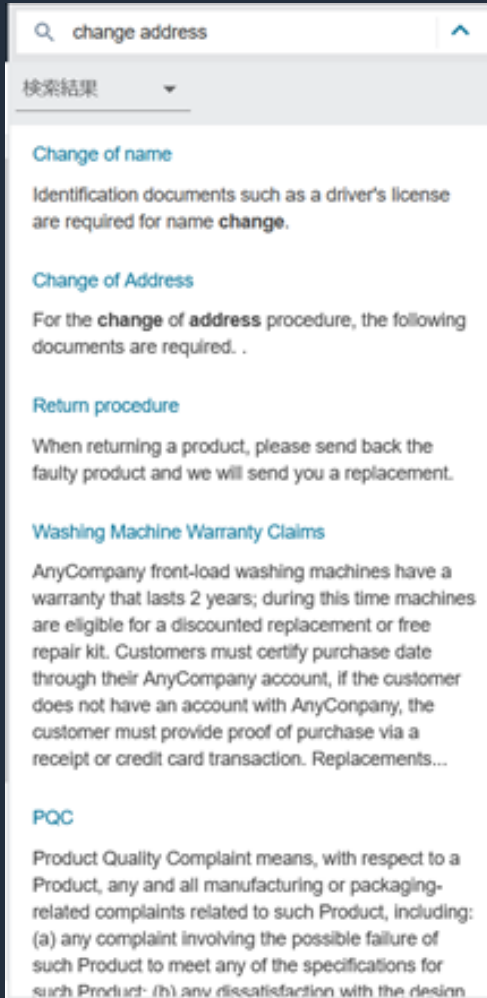 change address
検索結果
Change of name
Identification documents such as a driver's license
are required for name change.
Change of Address
For the change of address procedure, the following
documents are required. .
Return procedure
When returning a product, please send back the
faulty product and we will send you a replacement.
Washing Machine Warranty Claims
AnyCompany front-load washing machines have a
warranty that lasts 2 years; during this time machines
are eligible for a discounted replacement or free
repair kit. Customers must certify purchase date
through their AnyCompany account, if the customer
does not have an account with AnyConpany, the
customer must provide proof of purchase via a
receipt or credit card transaction. Replacements...
PQC
Product Quality Complaint means, with respect to a
Product, any and all manufacturing or packaging-
related complaints related to such Product, including:
(a) any complaint involving the possible failure of
such Product to meet any of the specifications for
such Product; (b) any dissatisfaction with the design